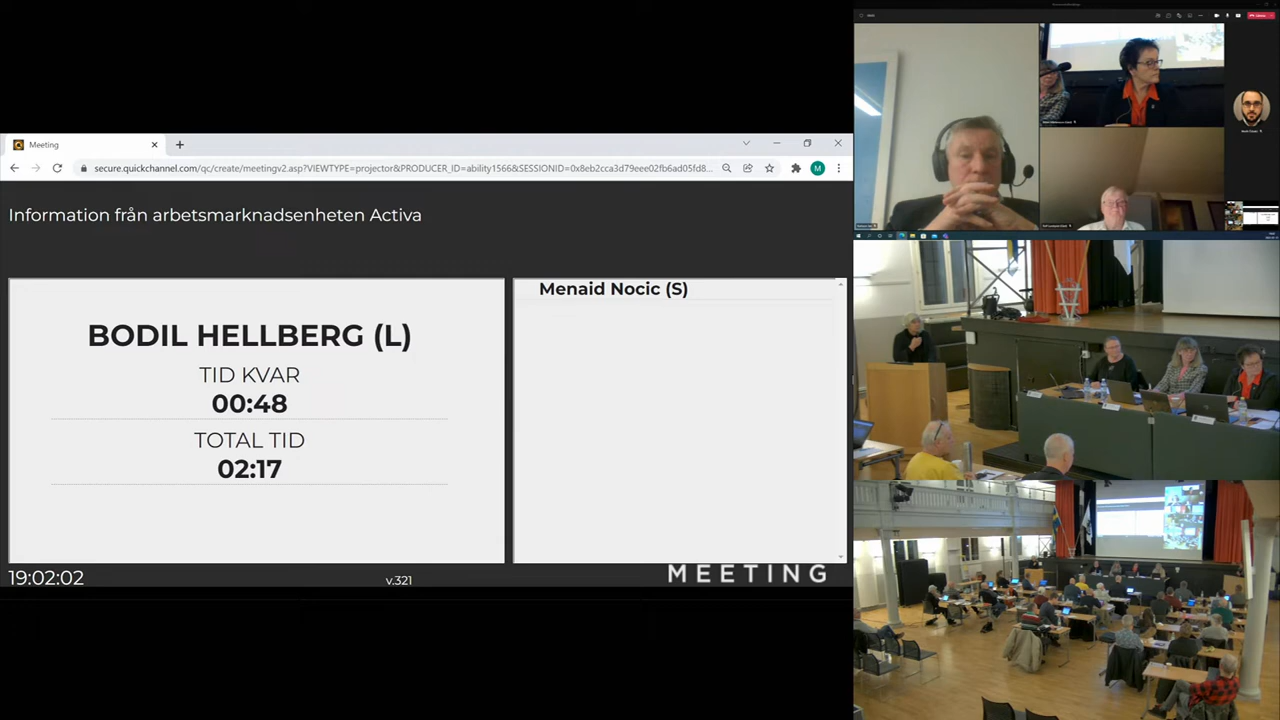 Meeting
secure.quickchannel.com/qc/create/meetingv2.asp?VIEWTYPE=projector&PRODUCER_ID=ability1566&SESSIONID=0x8eb2cca3d79eee02fb6ad05fd8...
M
Information från arbetsmarknadsenheten Activa
BODIL HELLBERG (L)
TID KVAR
00:48
TOTAL TID
02:17
Menaid Nocic (S)
19:02:02
v.321
MEETING